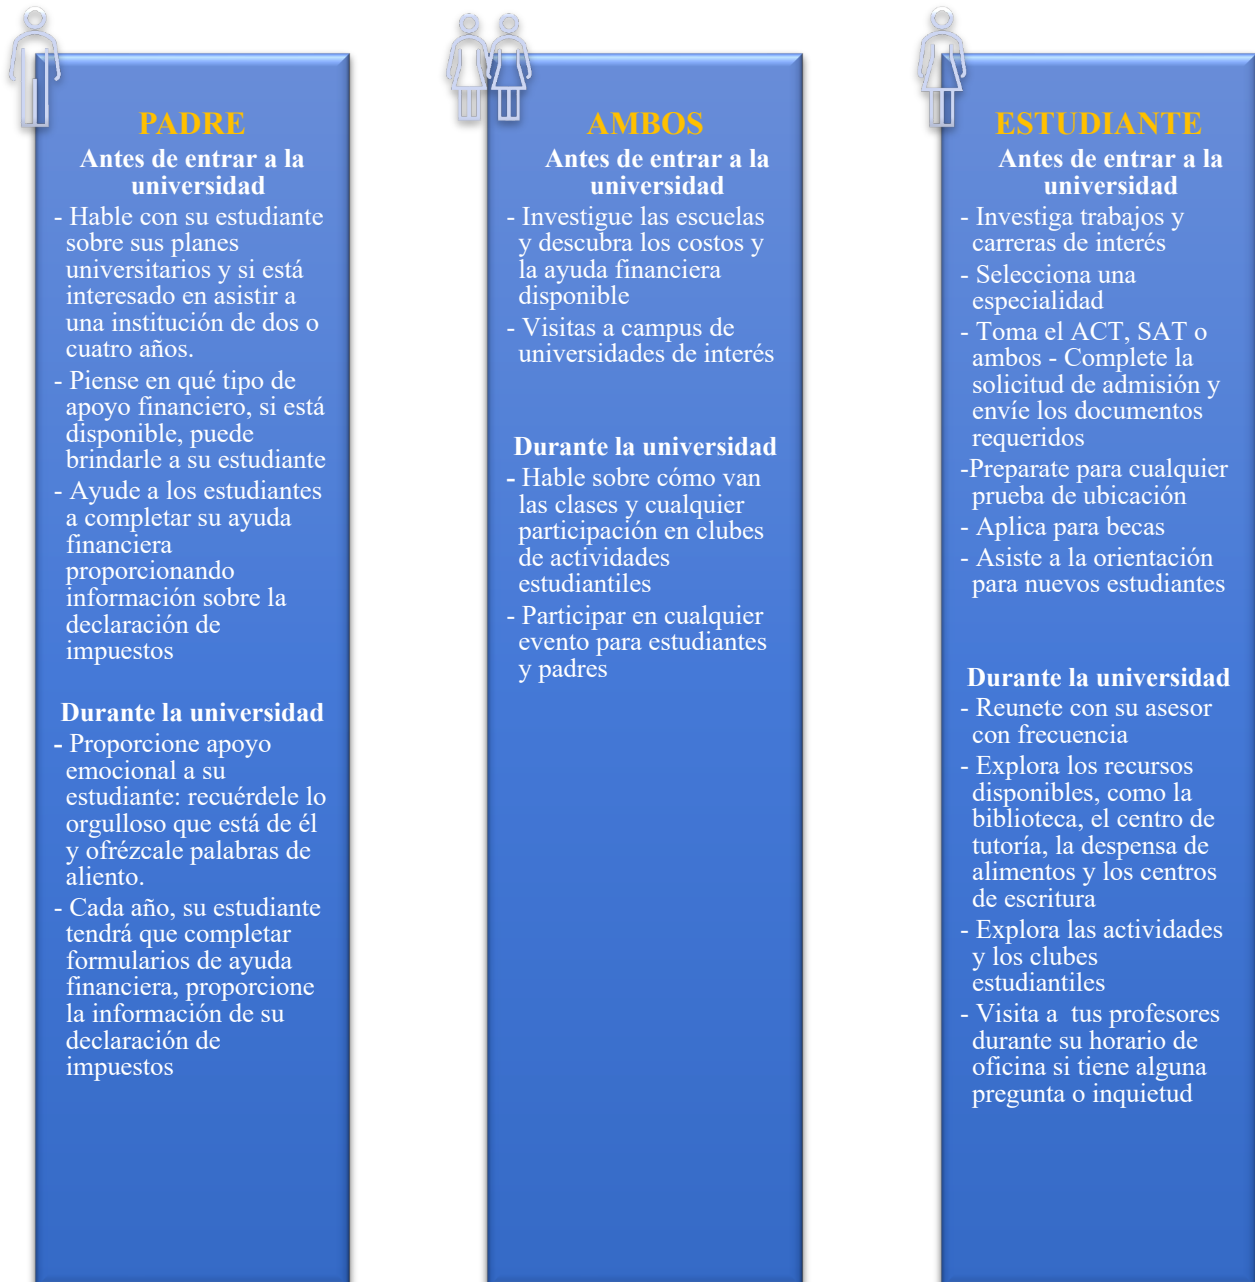 PADRE
Antes de entrar a la
universidad
- Hable con su estudiante
sobre sus planes
universitarios y si está
interesado en asistir a
una institución de dos o
cuatro años.
- Piense en qué tipo de
apoyo financiero, si está
disponible, puede
brindarle a su estudiante
- Ayude a los estudiantes
a completar su ayuda
financiera
proporcionando
información sobre la
declaración de
impuestos
Durante la universidad
- Proporcione apoyo
emocional a su
estudiante: recuérdele lo
orgulloso que está de él
y ofrézcale palabras de
aliento.
- Cada año, su estudiante
tendrá que completar
formularios de ayuda
financiera, proporcione
la información de su
declaración de
impuestos
AMBOS
Antes de entrar a la
universidad
- Investigue las escuelas
y descubra los costos y
la ayuda financiera
disponible
- Visitas a campus de
universidades de interés
Durante la universidad
- Hable sobre cómo van
las clases y cualquier
participación en clubes
de actividades
estudiantiles
- Participar en cualquier
evento para estudiantes
y padres
ESTUDIANTE
Antes de entrar a la
universidad
- Investiga trabajos y
carreras de interés
- Selecciona una
especialidad
- Toma el ACT, SAT o
ambos - Complete la
solicitud de admisión y
envíe los documentos
requeridos
-Preparate para cualquier
prueba de ubicación
- Aplica para becas
- Asiste a la orientación
para nuevos estudiantes
Durante la universidad
- Reunete con su asesor
con frecuencia
- Explora los recursos
disponibles, como la
biblioteca, el centro de
tutoría, la despensa de
alimentos y los centros
de escritura
- Explora las actividades
y los clubes
estudiantiles
- Visita a  tus profesores
durante su horario de
oficina si tiene alguna
pregunta o inquietud